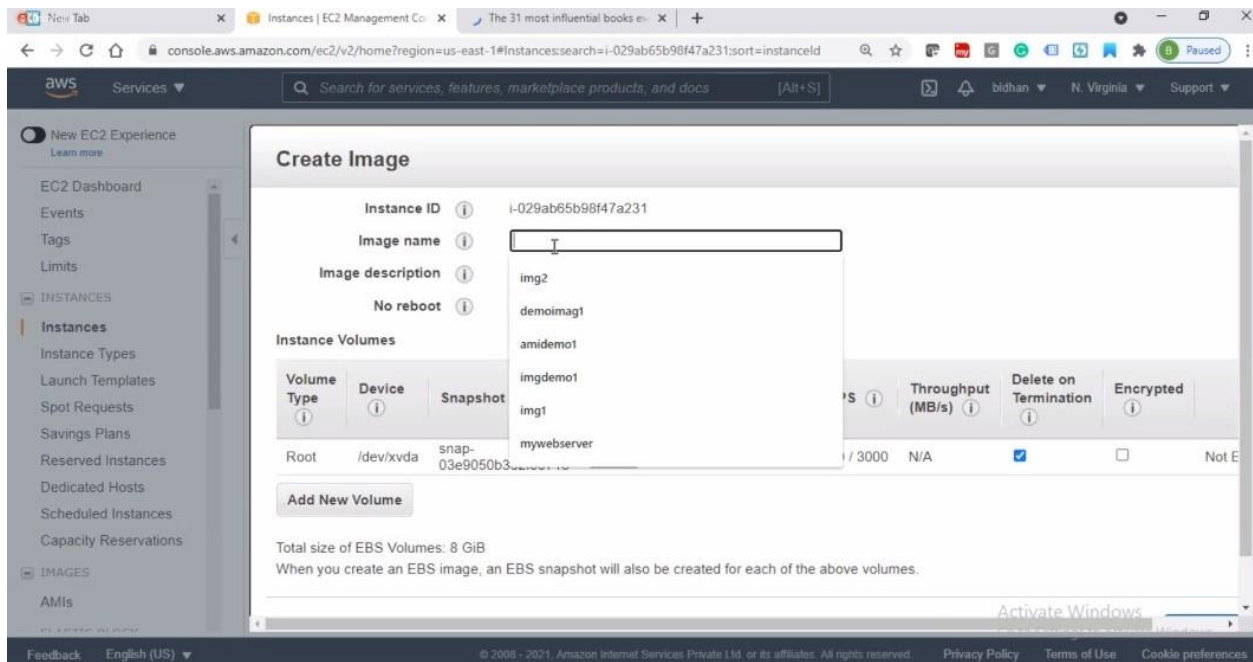 New Tab
Instances | EC2 Management Con
The 31 most influential books ev
console.aws.amazon.com/ec2/v2/home?region=us-east-1#Instances:search=i-029ab65b98f47a231;sort=instanceId
Paused
aws Services ▼ Search for services, features, marketplace products, and docs [Alt+S] bidhan ▼ N. Virginia ▼ Support ▼
New EC2 Experience
Learn more
EC2 Dashboard
Events
Tags
Limits
INSTANCES
Instances
Instance Types
Launch Templates
Spot Requests
Savings Plans
Reserved Instances
Dedicated Hosts
Scheduled Instances
Capacity Reservations
IMAGES
AMIs
Create Image
Instance ID i-029ab65b98f47a231
Image name
Image description
No reboot
img2
demoimag1
amidemo1
imgdemo1
img1
mywebserver
Instance Volumes
Volume Type
Device
Snapshot
Throughput (MB/s)
Delete on Termination
Encrypted
Root /dev/xvda snap- / 3000 N/A Not E
Add New Volume
Total size of EBS Volumes: 8 GiB
When you create an EBS image, an EBS snapshot will also be created for each of the above volumes.
Activate Windows
Feedback English (US) ▼ © 2008 - 2021, Amazon Internet Services Private Ltd. or its affiliates. All rights reserved. Privacy Policy Terms of Use Cookie preferences